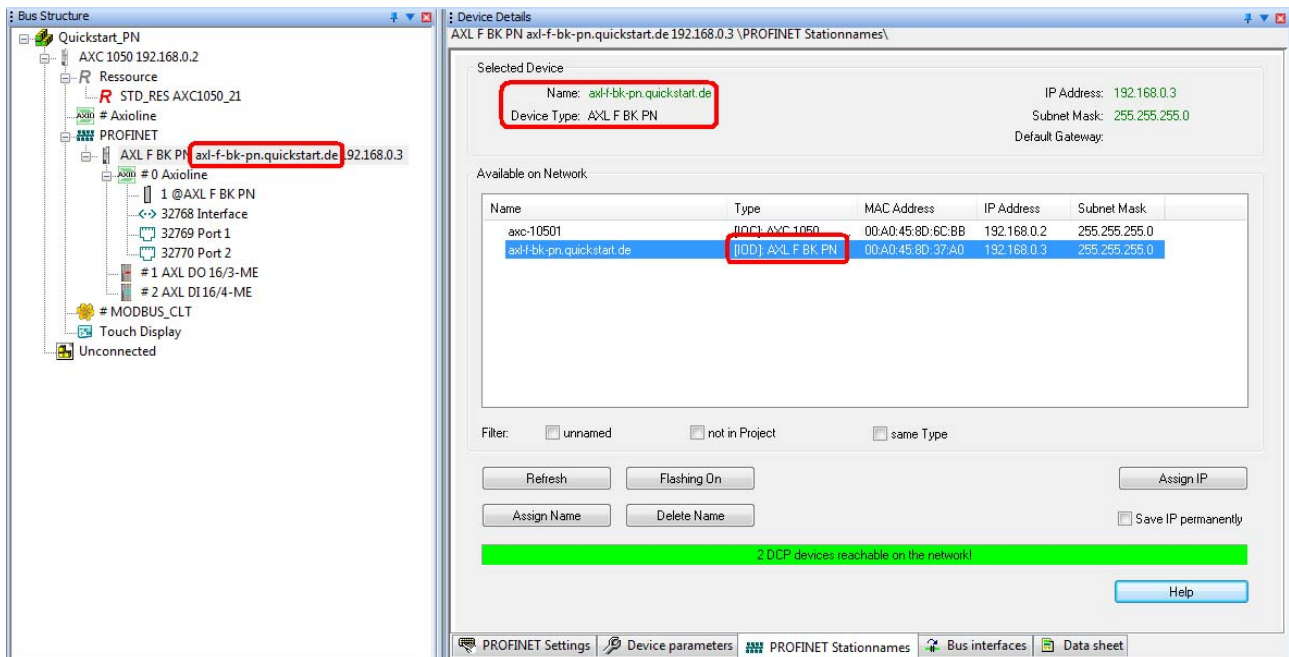 Bus Structure
Quickstart_PN
AXC 1050 192.168.0.2
R Ressource
R STD_RES AXC1050_21
AXIO # Axioline
PROFINET
AXL F BK PN axl-f-bk-pn.quickstart.de 192.168.0.3
AXIO # 0 Axioline
1 @AXL F BK PN
32768 Interface
32769 Port 1
32770 Port 2
# 1 AXL DO 16/3-ME
# 2 AXL DI 16/4-ME
# MODBUS_CLT
Touch Display
Unconnected
Device Details
AXL F BK PN axl-f-bk-pn.quickstart.de 192.168.0.3 \PROFINET Stationnames\
Selected Device
Name: axl-f-bk-pn.quickstart.de IP Address: 192.168.0.3
Device Type: AXL F BK PN Subnet Mask: 255.255.255.0
Default Gateway:
Available on Network
Name Type MAC Address IP Address Subnet Mask
axc-10501 [IOC]: AXC 1050 00:A0:45:8D:6C:BB 192.168.0.2 255.255.255.0
axl-f-bk-pn.quickstart.de [IOD]: AXL F BK PN 00:A0:45:8D:37:A0 192.168.0.3 255.255.255.0
Filter: unnamed not in Project same Type
Refresh Flashing On Assign IP
Assign Name Delete Name Save IP permanently
2 DCP devices reachable on the network!
Help
PROFINET Settings Device parameters PROFINET Stationnames Bus interfaces Data sheet